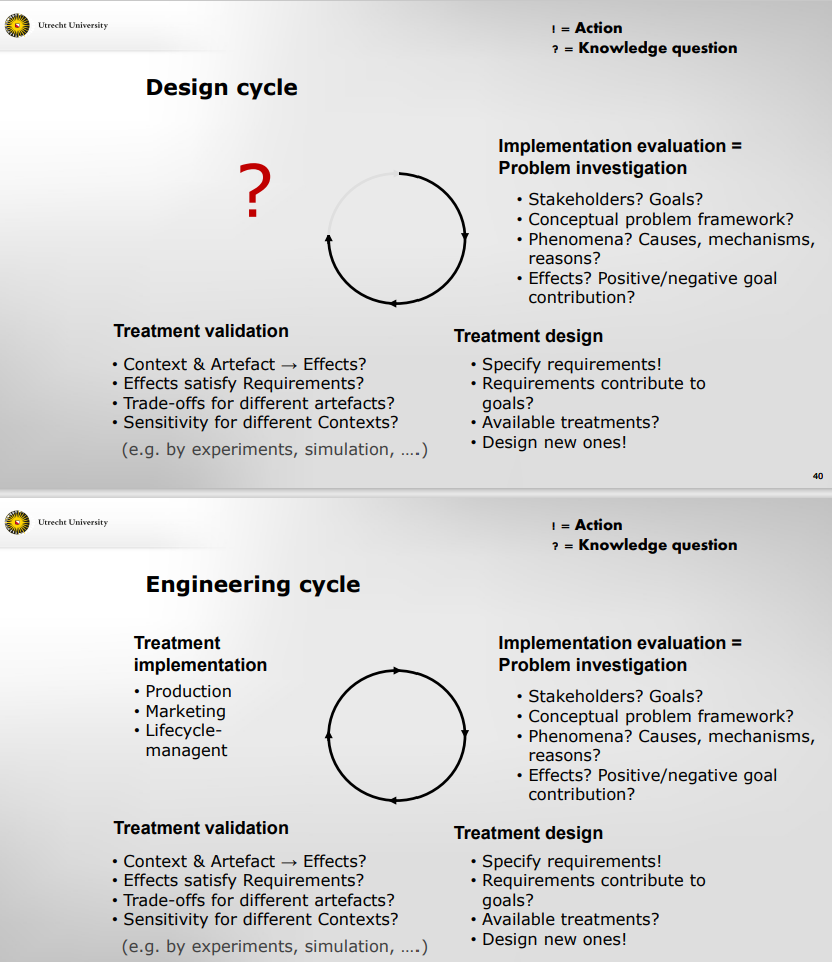 Utrecht University
! = Action
? = Knowledge question
Design cycle
?
Implementation evaluation =
Problem investigation
• Stakeholders? Goals?
• Conceptual problem framework?
• Phenomena? Causes, mechanisms,
reasons?
• Effects? Positive/negative goal
contribution?
Treatment validation
• Context & Artefact → Effects?
• Effects satisfy Requirements?
• Trade-offs for different artefacts?
• Sensitivity for different Contexts?
(e.g. by experiments, simulation, ….)
Treatment design
• Specify requirements!
• Requirements contribute to
goals?
• Available treatments?
• Design new ones!
40
Utrecht University
! = Action
? = Knowledge question
Engineering cycle
Treatment
implementation
• Production
• Marketing
• Lifecycle-
managent
Implementation evaluation =
Problem investigation
• Stakeholders? Goals?
• Conceptual problem framework?
• Phenomena? Causes, mechanisms,
reasons?
• Effects? Positive/negative goal
contribution?
Treatment validation
• Context & Artefact → Effects?
• Effects satisfy Requirements?
• Trade-offs for different artefacts?
• Sensitivity for different Contexts?
(e.g. by experiments, simulation, ….)
Treatment design
• Specify requirements!
• Requirements contribute to
goals?
• Available treatments?
• Design new ones!